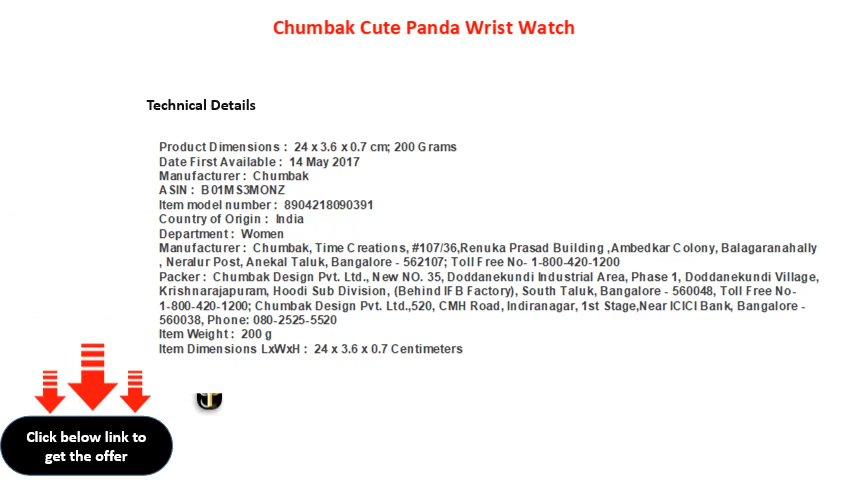 Chumbak Cute Panda Wrist Watch
Technical Details
Product Dimensions : 24 x 3.6 x 0.7 cm; 200 Grams
Date First Available : 14 May 2017
Manufacturer : Chumbak
ASIN : B01MS3MONZ
Item model number : 8904218090391
Country of Origin : India
Department : Women
Manufacturer : Chumbak, Time Creations, #107/36,Renuka Prasad Building ,Ambedkar Colony, Balagaranahally
, Neralur Post, Anekal Taluk, Bangalore - 562107; Toll Free No- 1-800-420-1200
Packer : Chumbak Design Pvt. Ltd., New NO. 35, Doddanekundi Industrial Area, Phase 1, Doddanekundi Village,
Krishnarajapuram, Hoodi Sub Division, (Behind IFB Factory), South Taluk, Bangalore - 560048, Toll Free No-
1-800-420-1200; Chumbak Design Pvt. Ltd.,520, CMH Road, Indiranagar, 1st Stage,Near ICICI Bank, Bangalore -
560038, Phone: 080-2525-5520
Item Weight : 200 g
Item Dimensions LxWxH : 24 x 3.6 x 0.7 Centimeters
Click below link to
get the offer